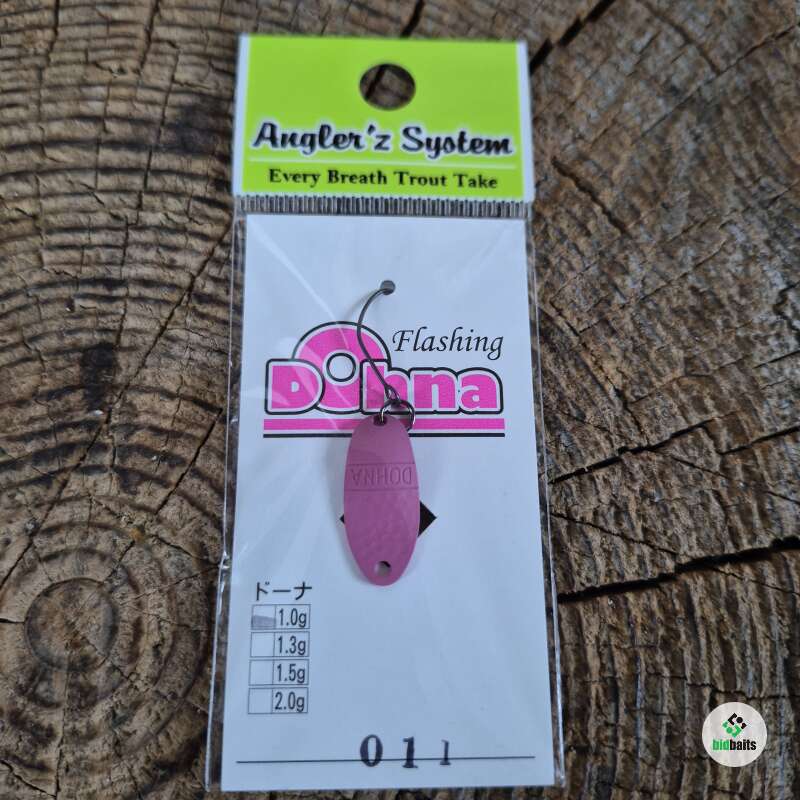 Angler'z System
Every Breath Trout Take
Flashing
Dohna
DOHNA
ドーナ
1.0g
1.3g
1.5g
2.0g
011
bidbaits